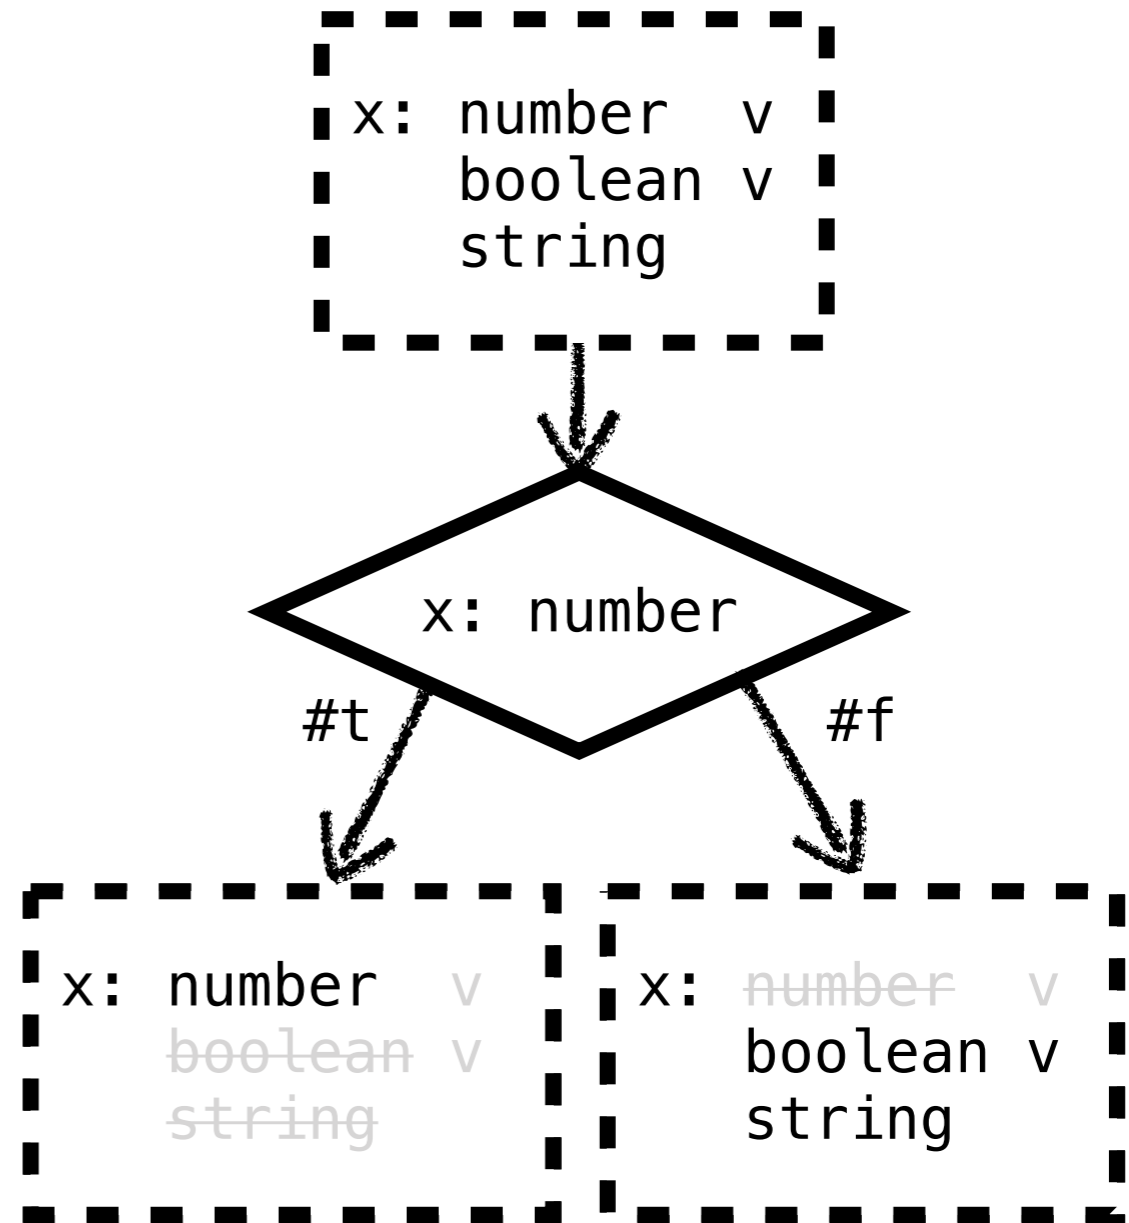 x: number v
boolean v
string
x: number
#t
#f
x: number v
boolean v
string
x: number v
boolean v
string